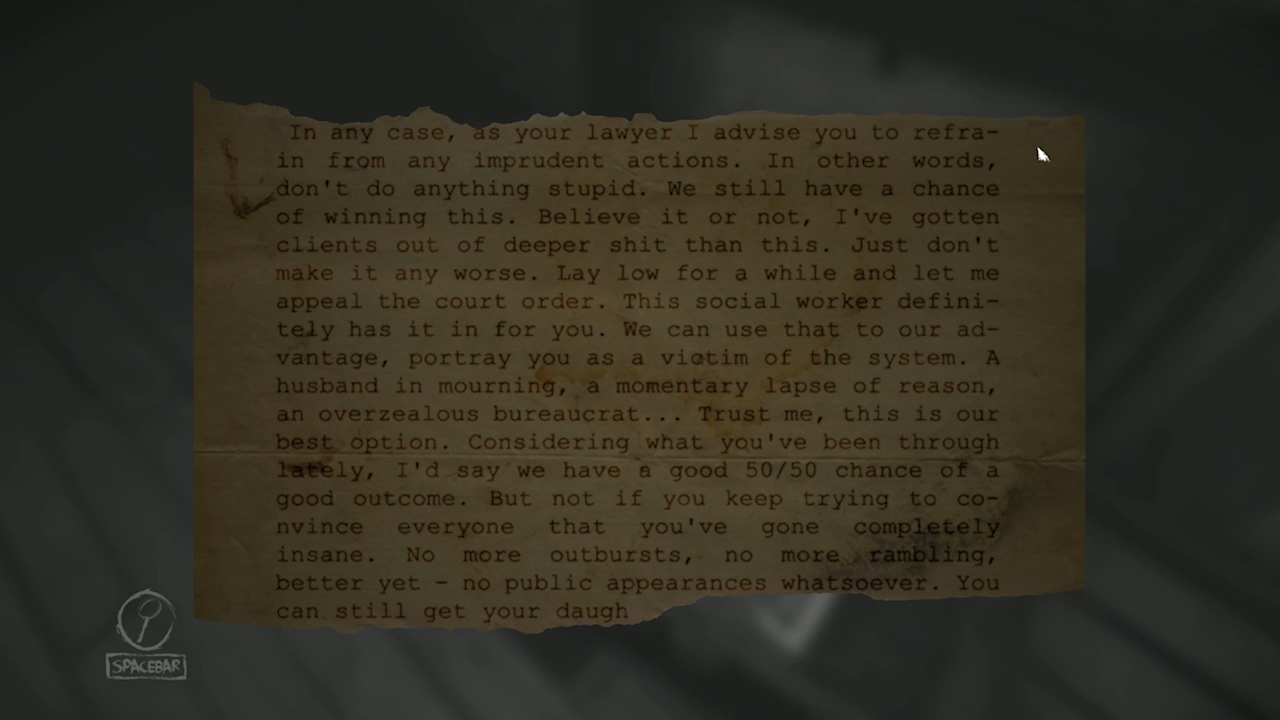 In any case, as your lawyer I advise you to refra-
in from any imprudent actions. In other words,
don't do anything stupid. We still have a chance
of winning this. Believe it or not, I've gotten
clients out of deeper shit than this. Just don't
make it any worse. Lay low for a while and let me
appeal the court order. This social worker defini-
tely has it in for you. We can use that to our ad-
vantage, portray you as a victim of the system. A
husband in mourning, a momentary lapse of reason,
an overzealous bureaucrat... Trust me, this is our
best option. Considering what you've been through
lately, I'd say we have a good 50/50 chance of a
good outcome. But not if you keep trying to co-
nvince everyone that you've gone completely
insane. No more outbursts, no more rambling,
better yet - no public appearances whatsoever. You
can still get your daugh
SPACEBAR